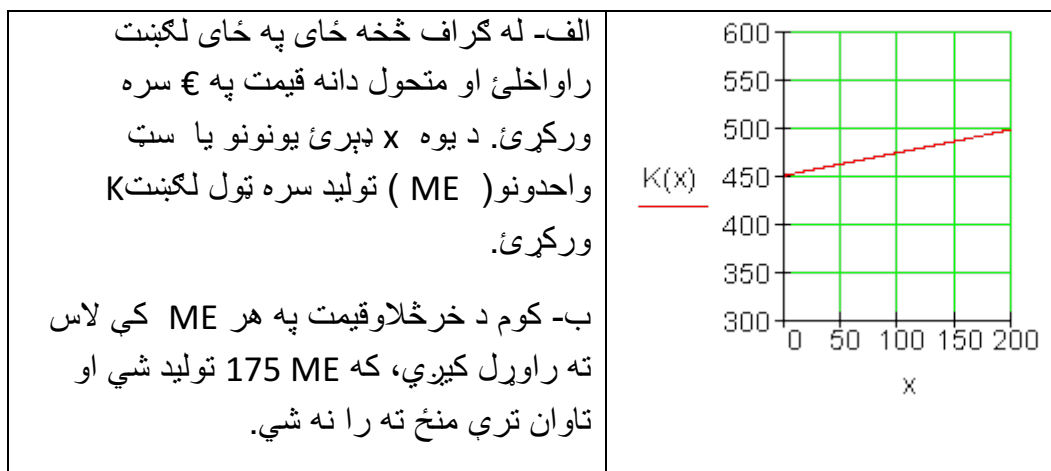 الف- له ګراف څخه ځای په ځای لګښت
راواخلئ او متحول دانه قیمت په € سره
ورکړئ. د یوه x ډېرئ یونونو یا ست
واحدونو( ME ) تولید سره ټول لګښتK
ورکړئ.
ب- کوم د خرڅلاوقیمت په هر ME کې لاس
ته راوړل کیږي، که 175 ME تولید شي او
تاوان ترې منځ ته را نه شي.
600
550
500
K(x) 450
400
350
300
0 50 100 150 200
x